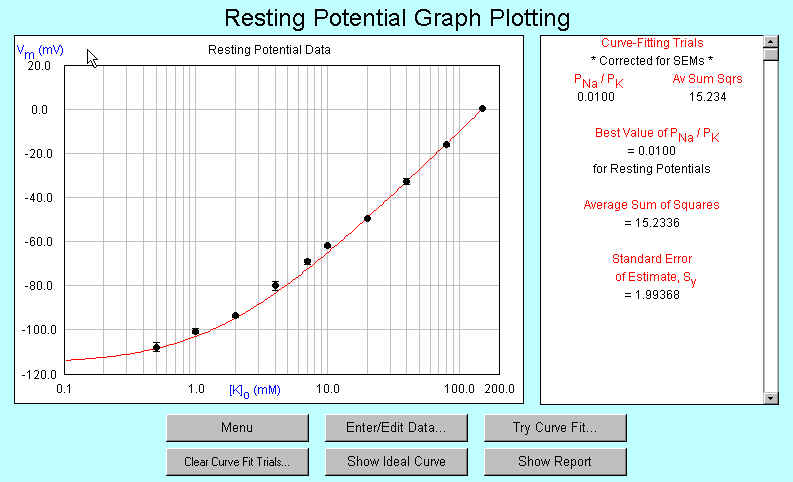 Resting Potential Graph Plotting
Vm (mV)
Resting Potential Data
20.0
0.0
-20.0
-40.0
-60.0
-80.0
-100.0
-120.0
0.1
1.0
[K]o (mM)
10.0
100.0
200.0
Curve-Fitting Trials
* Corrected for SEMs *
PNa / PK Av Sum Sqrs
0.0100 15.234
Best Value of PNa / PK
= 0.0100
for Resting Potentials
Average Sum of Squares
= 15.2336
Standard Error
of Estimate, Sy
= 1.99368
Menu
Enter/Edit Data...
Try Curve Fit...
Clear Curve Fit Trials...
Show Ideal Curve
Show Report